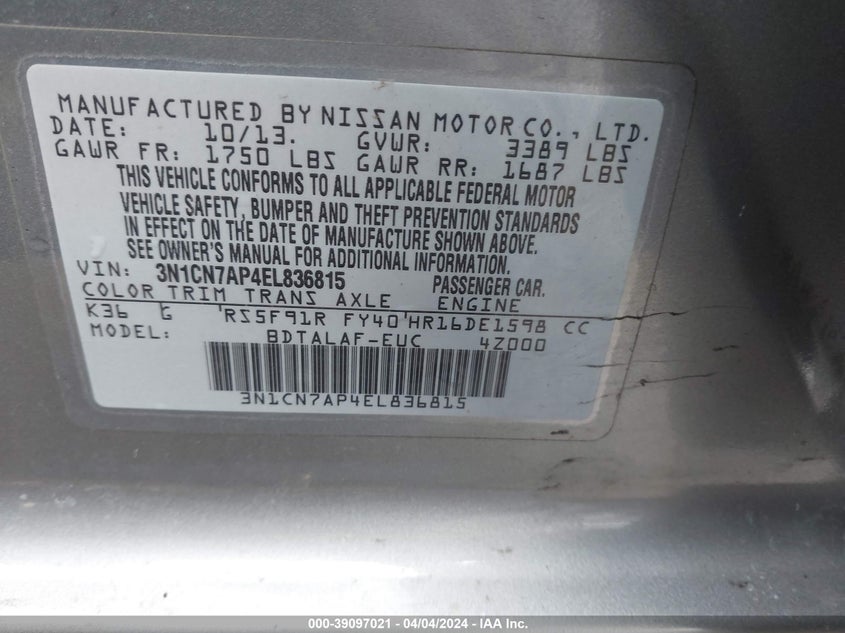 MANUFACTURED BY NISSAN MOTOR CO., LTD.
DATE: 10/13. GVWR: 3389 LBS
GAWR FR: 1750 LBS GAWR RR: 1687 LBS
THIS VEHICLE CONFORMS TO ALL APPLICABLE FEDERAL MOTOR
VEHICLE SAFETY, BUMPER AND THEFT PREVENTION STANDARDS
IN EFFECT ON THE DATE OF MANUFACTURE SHOWN ABOVE.
SEE OWNER'S MANUAL FOR ADDITIONAL INFORMATION.
VIN: 3N1CN7AP4EL836815 PASSENGER CAR.
COLOR TRIM TRANS AXLE ENGINE
K36 G 'RS5F91R FY40'HR16DE1598 CC
MODEL: BDTALAF-EUC 4Z000
3N1CN7AP4EL836815
000-39097021 - 04/04/2024 - IAA Inc.